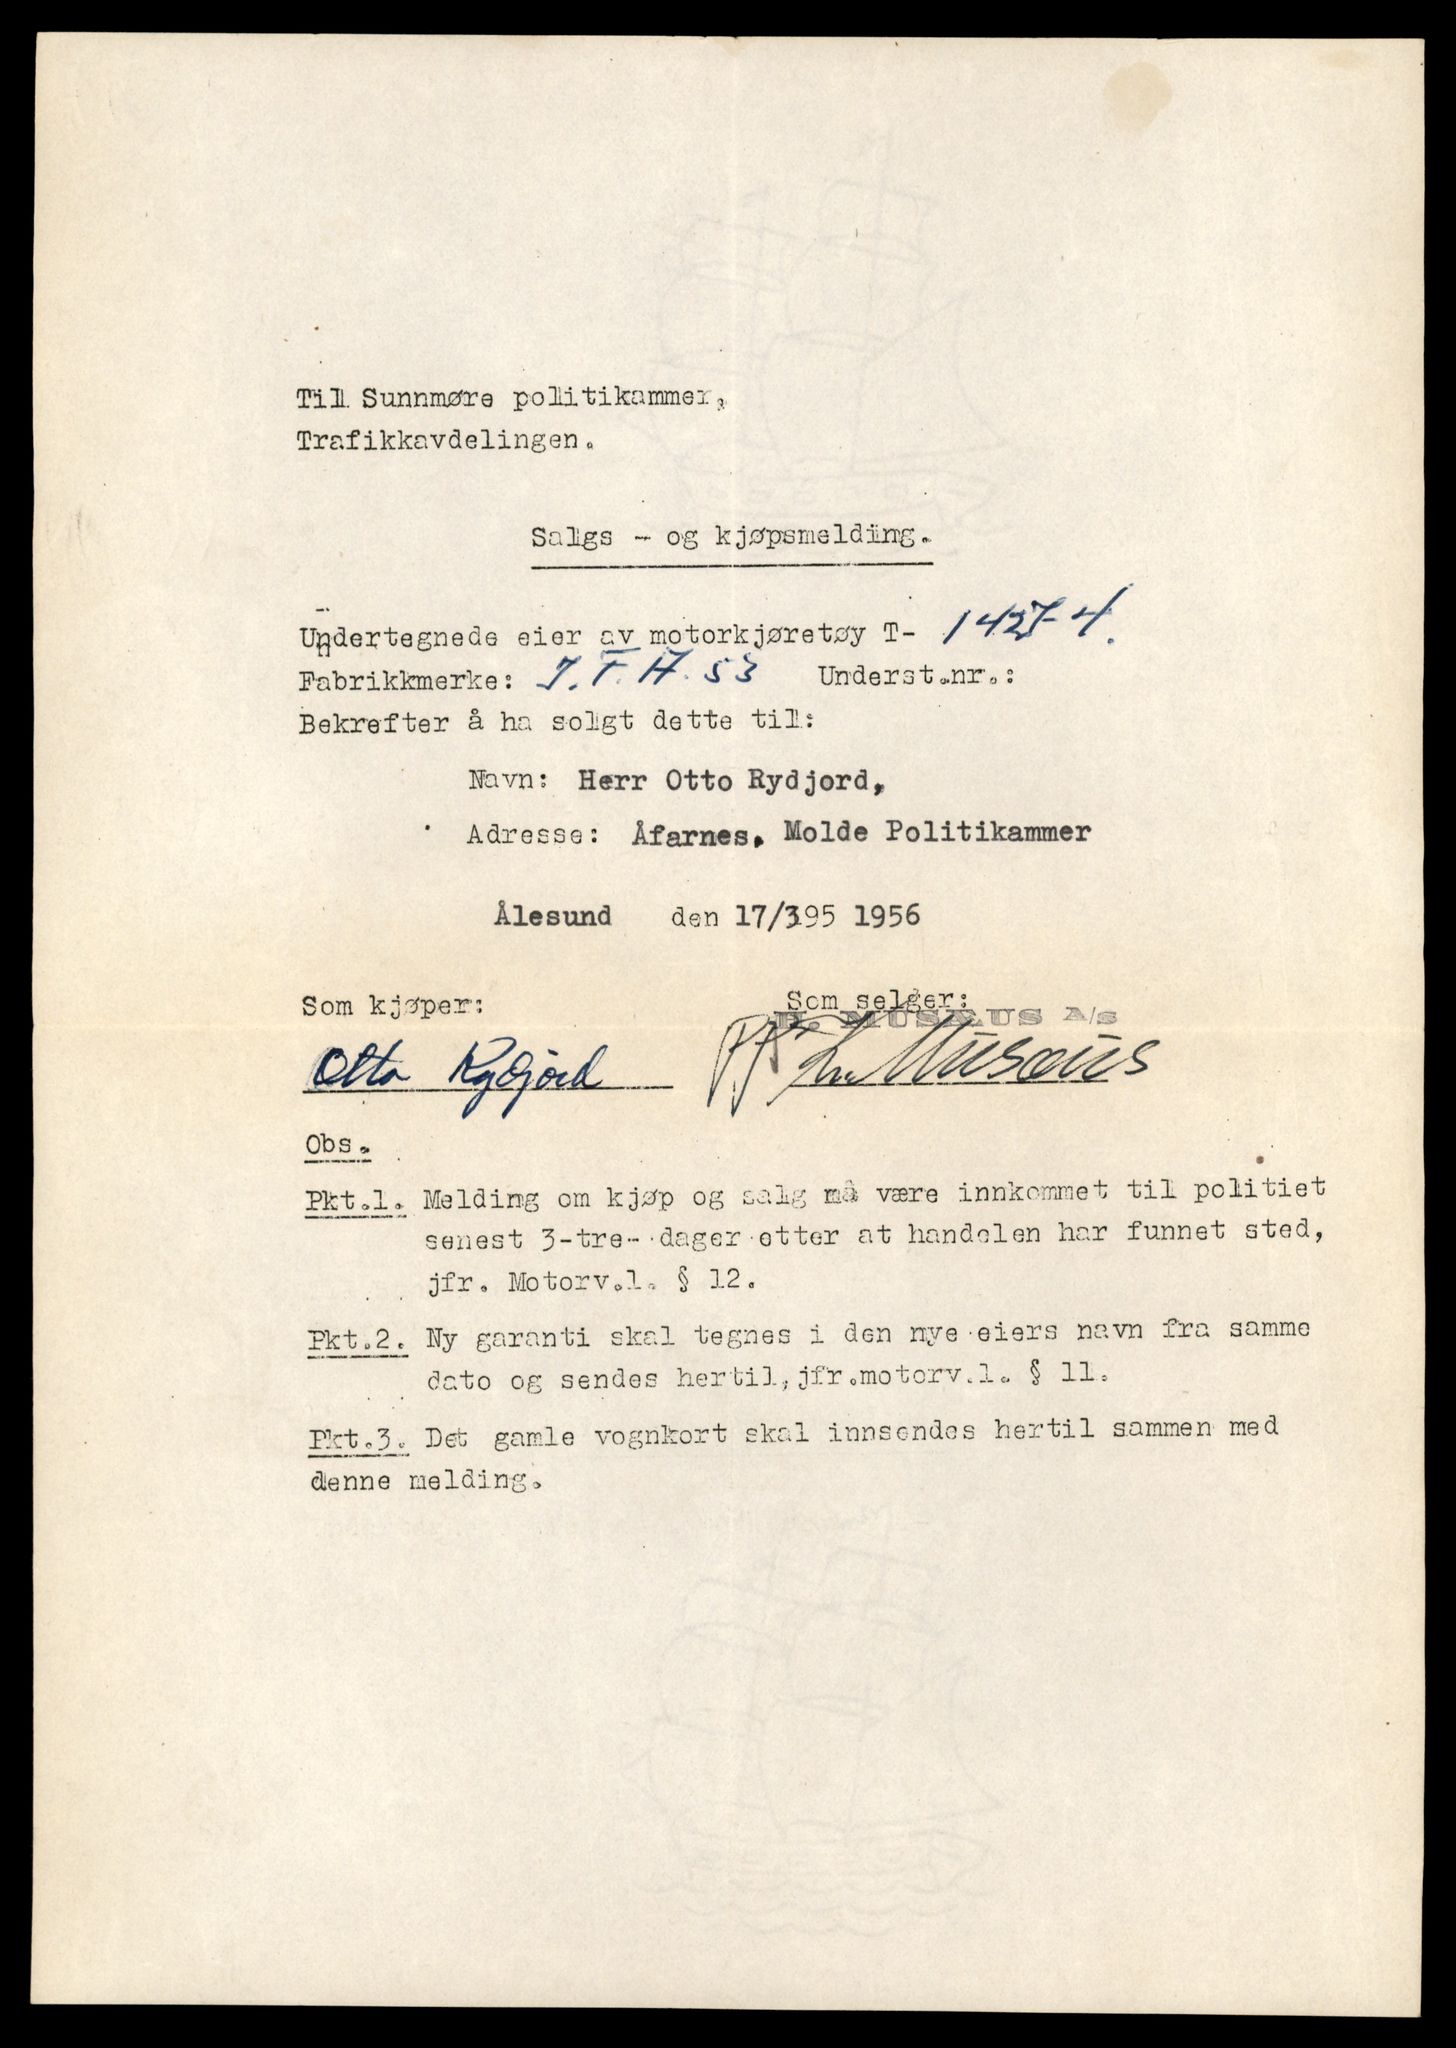 Til Sunnmøre politikammer,
Trafikkavdelingen.
Salgs - og kjøpsmelding.
Undertegnede eier av motorkjøretøy T- 14274.
Fabrikkmerke: I.F.A. 53 Underst.nr.:
Bekrefter å ha solgt dette til:
Navn: Herr Otto Rydjord,
Adresse: Åfarnes. Molde Politikammer
Ålesund den 17/3 195 1956
Som kjøper: Som selger:
MUSÆUS A/S
Otto Rydjord Musæus
Obs.
Pkt.1. Melding om kjøp og salg må være innkommet til politiet
senest 3-tre- dager etter at handelen har funnet sted,
jfr. Motorv.l. § 12.
Pkt.2. Ny garanti skal tegnes i den nye eiers navn fra samme
dato og sendes hertil, jfr.motorv.l. § 11.
Pkt.3. Det gamle vognkort skal innsendes hertil sammen med
denne melding.